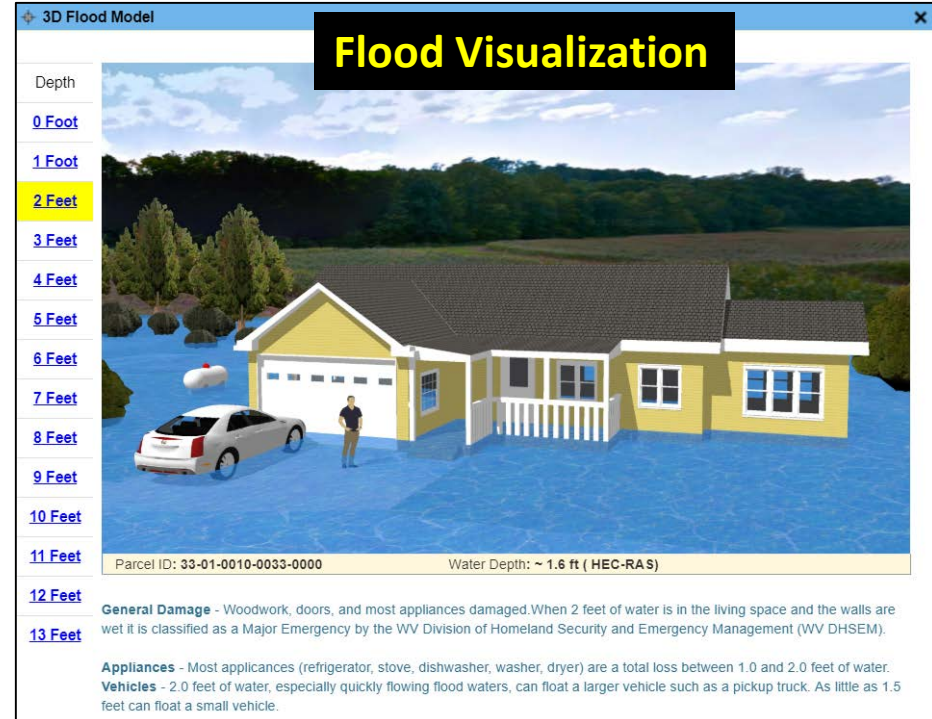 3D Flood Model
Flood Visualization
Depth
0 Foot
1 Foot
2 Feet
3 Feet
4 Feet
5 Feet
6 Feet
7 Feet
8 Feet
9 Feet
10 Feet
11 Feet
12 Feet
13 Feet
Parcel ID: 33-01-0010-0033-0000 Water Depth: ~ 1.6 ft ( HEC-RAS)
General Damage - Woodwork, doors, and most appliances damaged.When 2 feet of water is in the living space and the walls are
wet it is classified as a Major Emergency by the WV Division of Homeland Security and Emergency Management (WV DHSEM).
Appliances - Most applicances (refrigerator, stove, dishwasher, washer, dryer) are a total loss between 1.0 and 2.0 feet of water.
Vehicles - 2.0 feet of water, especially quickly flowing flood waters, can float a larger vehicle such as a pickup truck. As little as 1.5
feet can float a small vehicle.